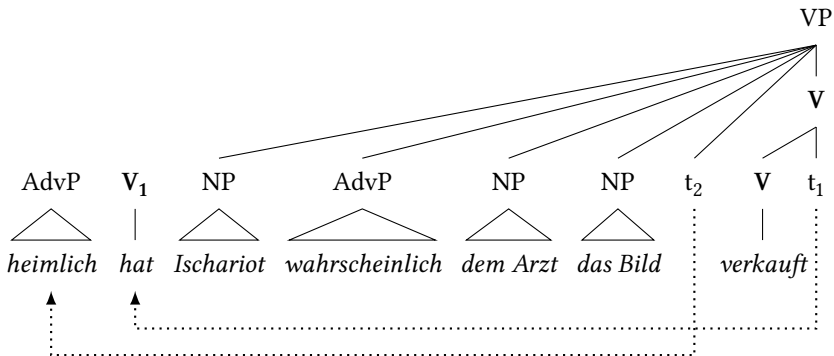 VP
V
AdvP V₁ NP AdvP NP NP t₂ V t₁
heimlich hat Ischariot wahrscheinlich dem Arzt das Bild verkauft